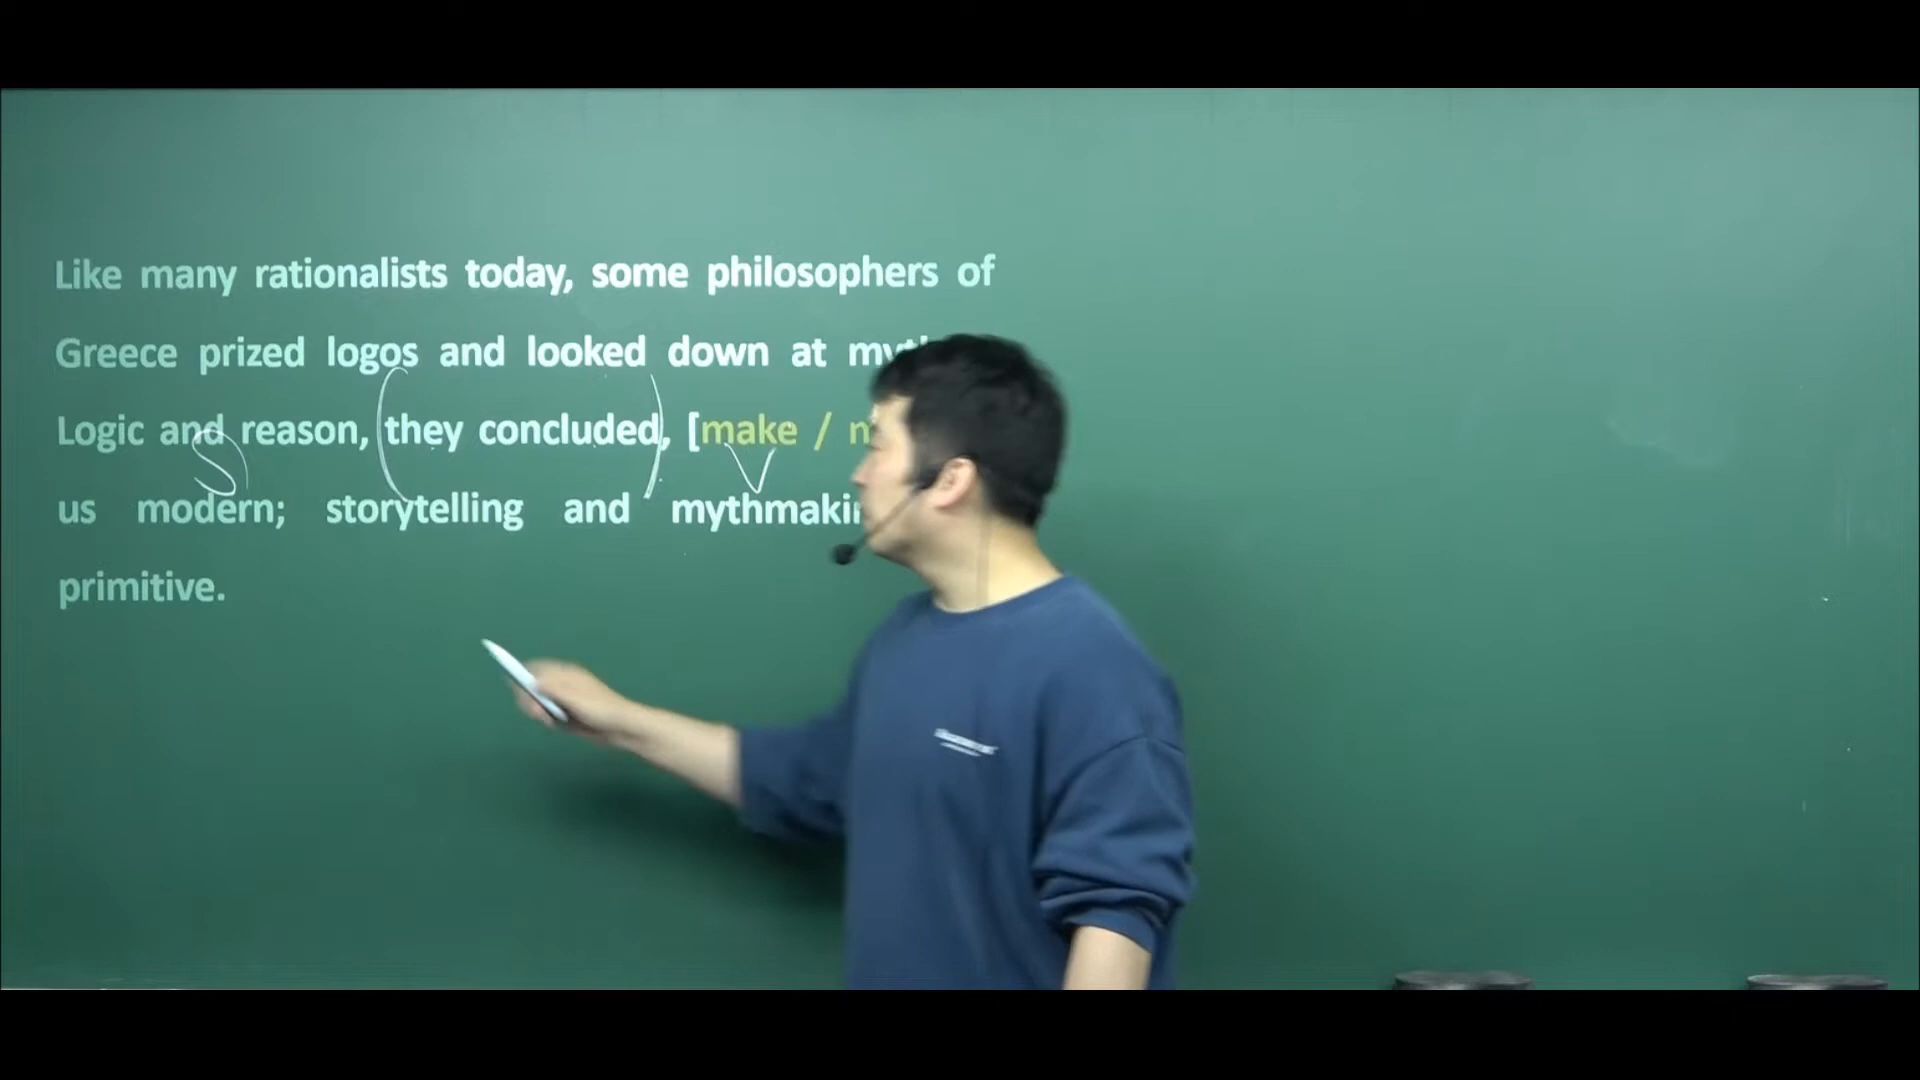 Like many rationalists today, some philosophers of
Greece prized logos and looked down at
Logic and reason, (they concluded), [make /
S V
us modern; storytelling and
primitive.